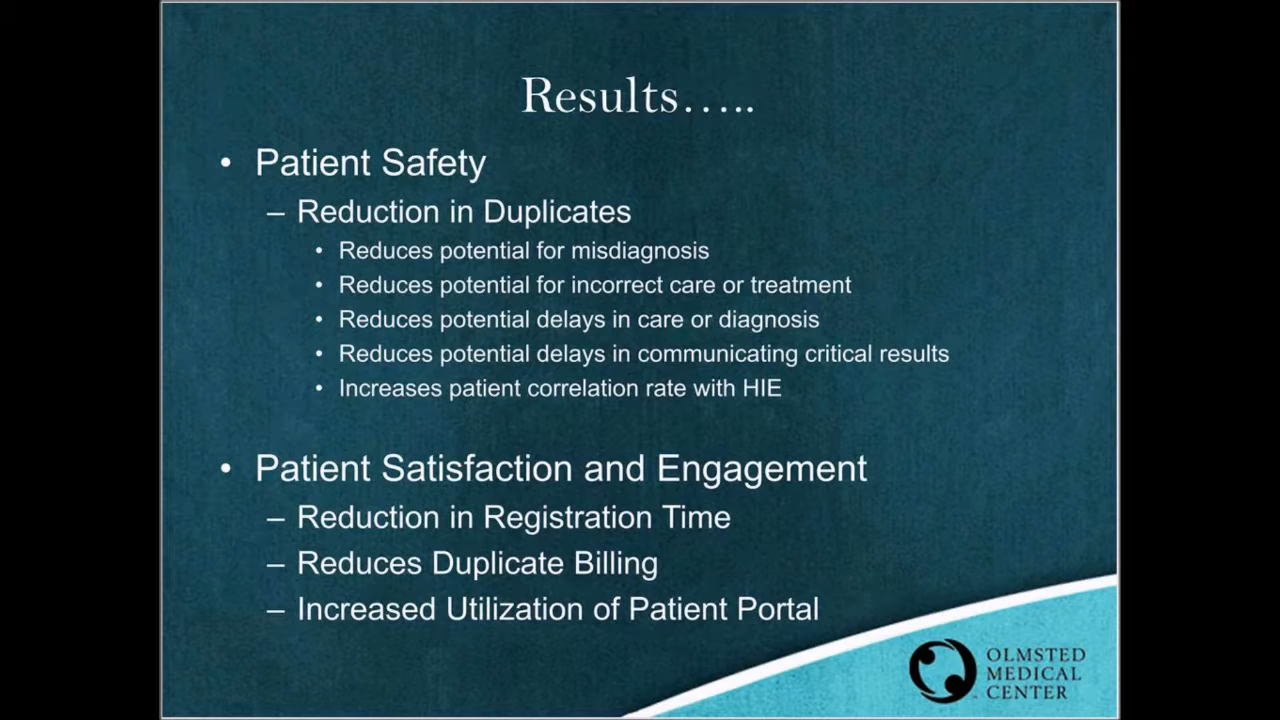 Results.....
• Patient Safety
– Reduction in Duplicates
• Reduces potential for misdiagnosis
• Reduces potential for incorrect care or treatment
• Reduces potential delays in care or diagnosis
• Reduces potential delays in communicating critical results
• Increases patient correlation rate with HIE
• Patient Satisfaction and Engagement
– Reduction in Registration Time
– Reduces Duplicate Billing
– Increased Utilization of Patient Portal
OLMSTED
MEDICAL
CENTER